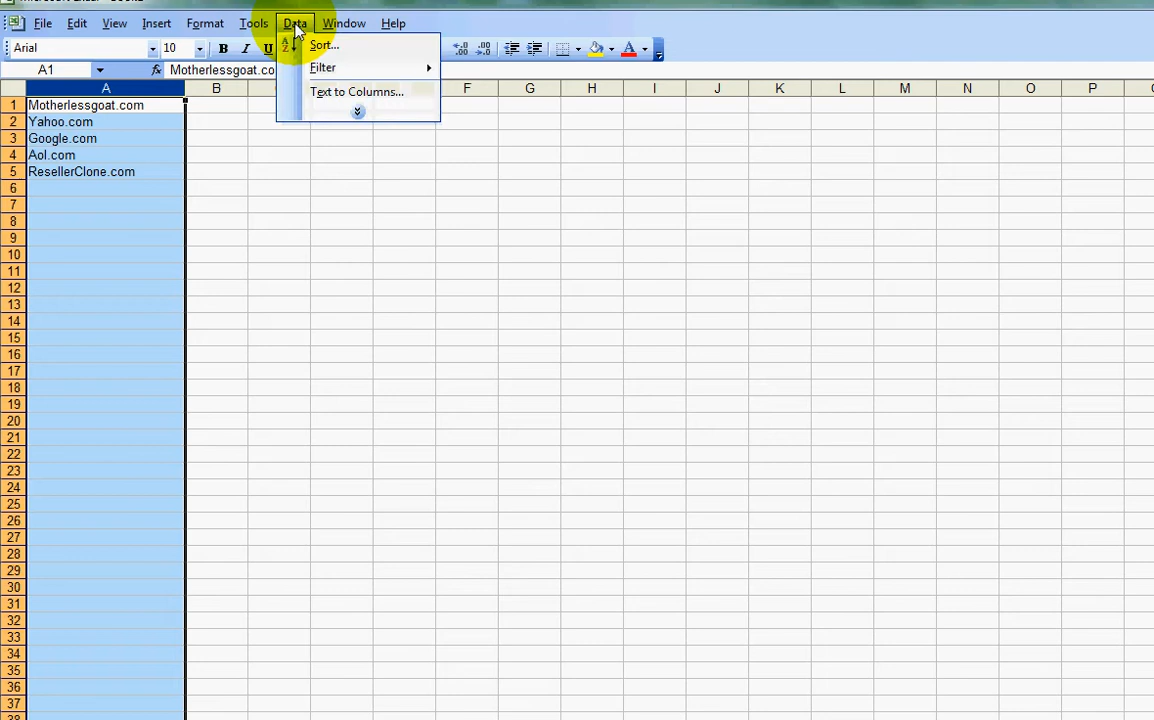 File Edit View Insert Format Tools Data Window Help
Arial 10 B I U
Sort...
A1 fx Motherlessgoat.co
Filter
Text to Columns...
A B F G H I J K L M N O P
1 Motherlessgoat.com
2 Yahoo.com
3 Google.com
4 Aol.com
5 ResellerClone.com
6
7
8
9
10
11
12
13
14
15
16
17
18
19
20
21
22
23
24
25
26
27
28
29
30
31
32
33
34
35
36
37